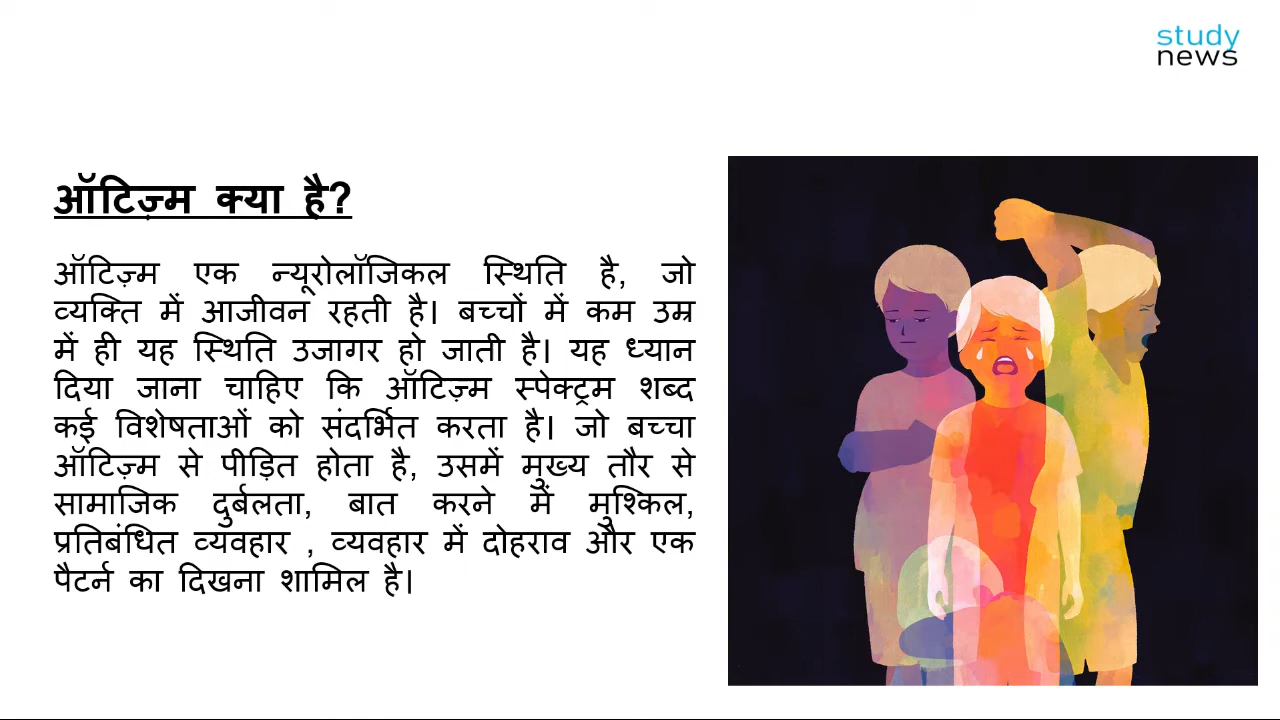 study
news
ऑटिज़्म क्या है?
ऑटिज़्म एक न्यूरोलॉजिकल स्थिति है, जो
व्यक्ति में आजीवन रहती है। बच्चों में कम उम्र
में ही यह स्थिति उजागर हो जाती है। यह ध्यान
दिया जाना चाहिए कि ऑटिज़्म स्पेक्ट्रम शब्द
कई विशेषताओं को संदर्भित करता है। जो बच्चा
ऑटिज़्म से पीड़ित होता है, उसमें मुख्य तौर से
सामाजिक दुर्बलता, बात करने में मुश्किल,
प्रतिबंधित व्यवहार , व्यवहार में दोहराव और एक
पैटर्न का दिखना शामिल है।